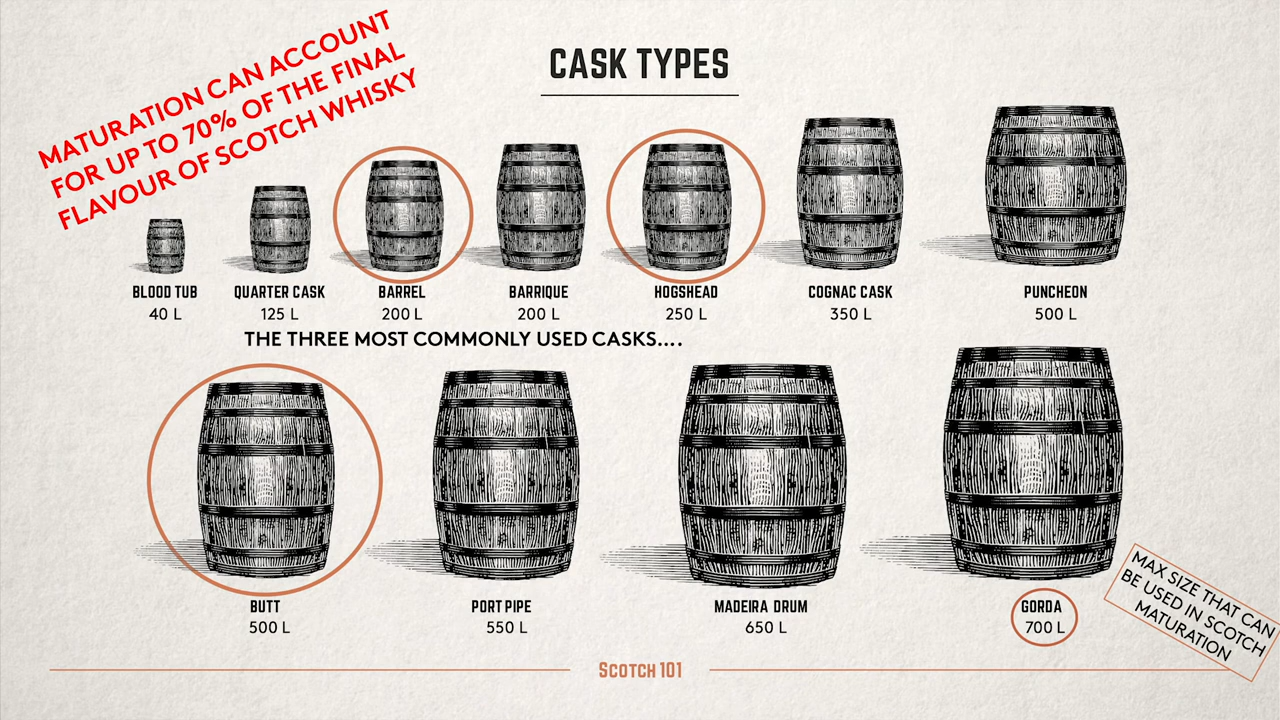 MATURATION CAN ACCOUNT
FOR UP TO 70% OF THE FINAL
FLAVOUR OF SCOTCH WHISKY
CASK TYPES
BLOOD TUB
40 L
QUARTER CASK
125 L
BARREL
200 L
BARRIQUE
200 L
HOGSHEAD
250 L
COGNAC CASK
350 L
PUNCHEON
500 L
THE THREE MOST COMMONLY USED CASKS....
BUTT
500 L
PORT PIPE
550 L
MADEIRA DRUM
650 L
GORDA
700 L
MAX SIZE THAT CAN
BE USED IN SCOTCH
MATURATION
SCOTCH 101